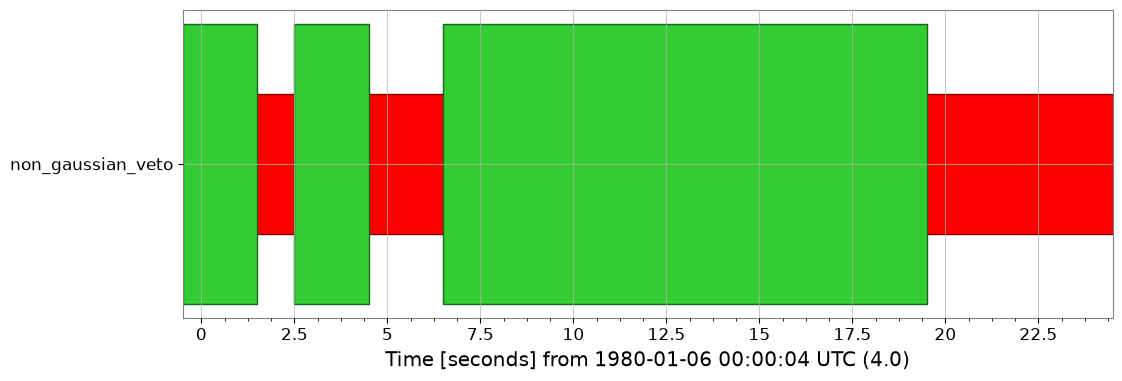 non_gaussian_veto
0 2.5 5 7.5 10 12.5 15 17.5 20 22.5
Time [seconds] from 1980-01-06 00:00:04 UTC (4.0)